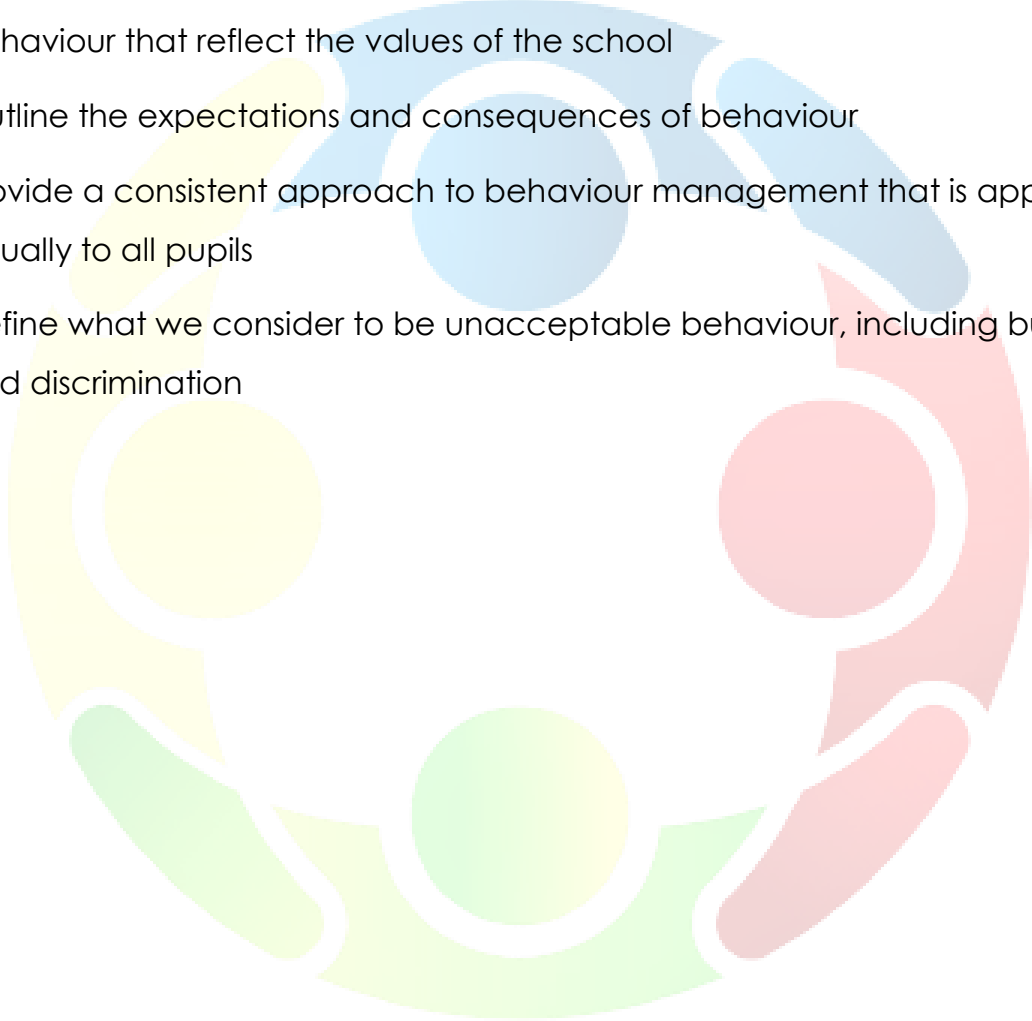 haviour that reflect the values of the school
utline the expectations and consequences of behaviour
ovide a consistent approach to behaviour management that is app
ually to all pupils
efine what we consider to be unacceptable behaviour, including bu
d discrimination